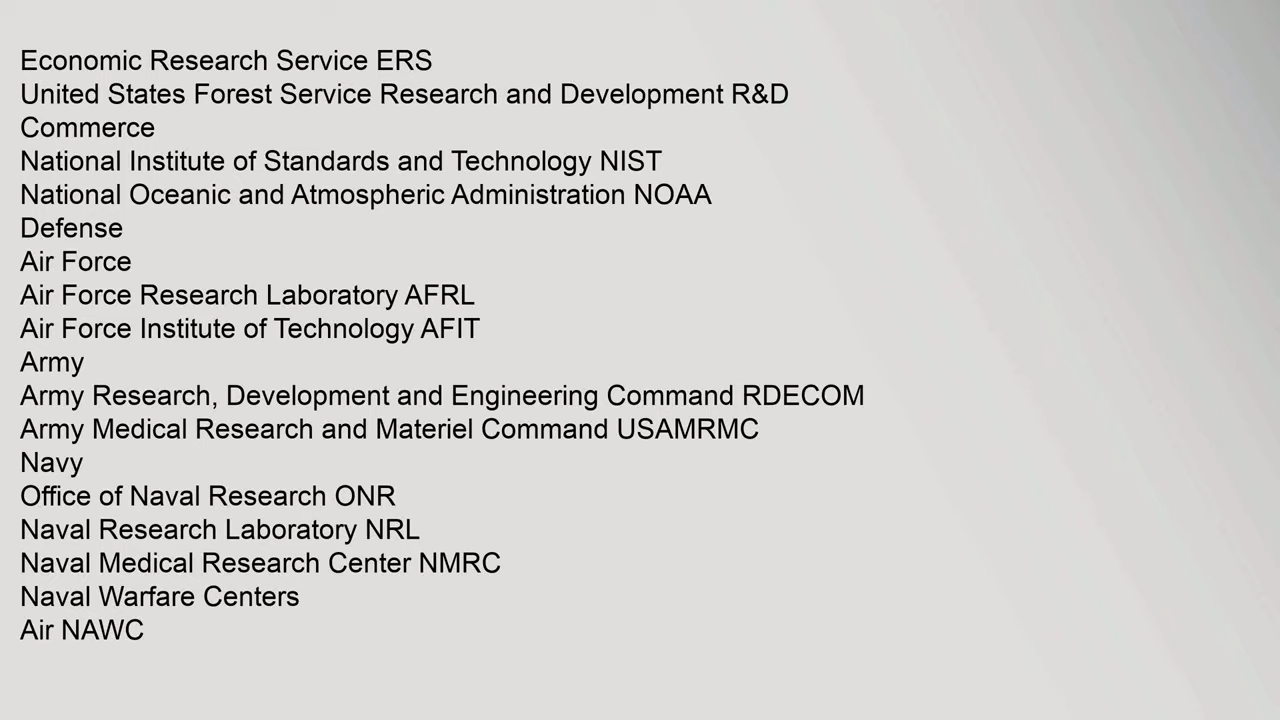 Economic Research Service ERS
United States Forest Service Research and Development R&D
Commerce
National Institute of Standards and Technology NIST
National Oceanic and Atmospheric Administration NOAA
Defense
Air Force
Air Force Research Laboratory AFRL
Air Force Institute of Technology AFIT
Army
Army Research, Development and Engineering Command RDECOM
Army Medical Research and Materiel Command USAMRMC
Navy
Office of Naval Research ONR
Naval Research Laboratory NRL
Naval Medical Research Center NMRC
Naval Warfare Centers
Air NAWC